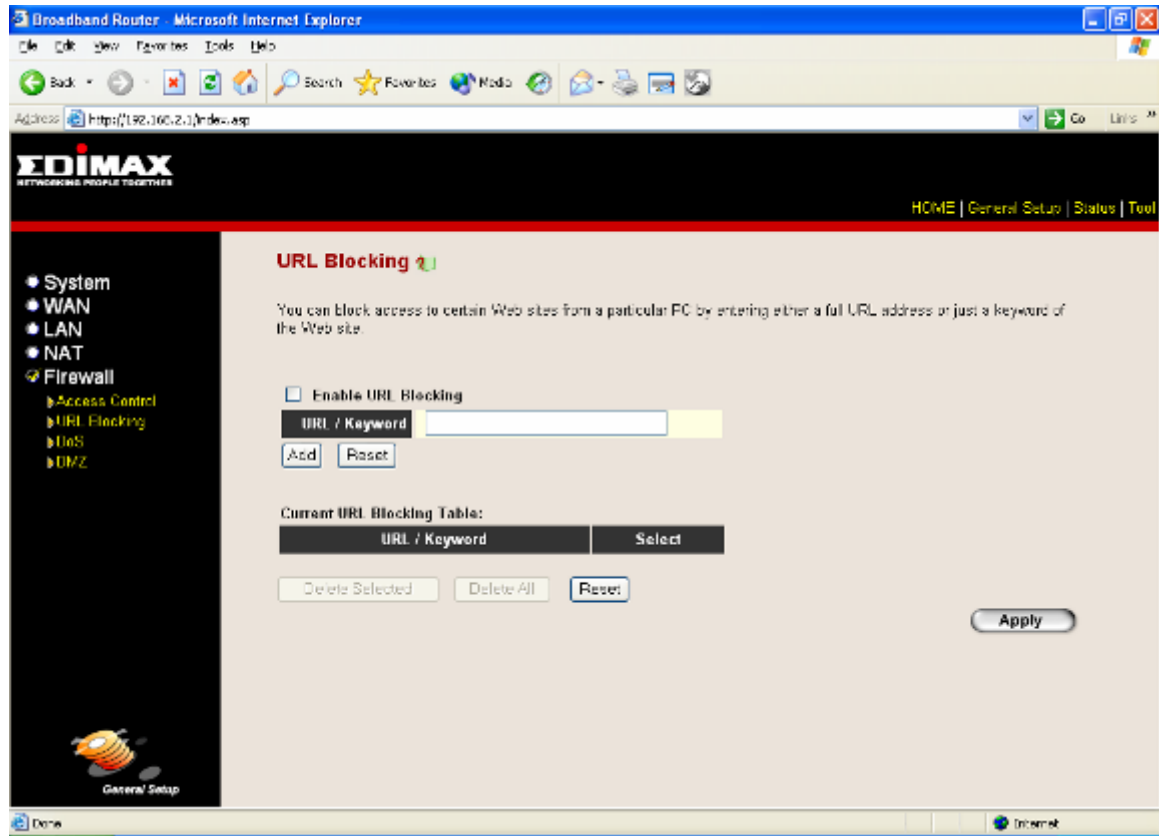 Broadband Router - Microsoft Internet Explorer
File Edit View Favorites Tools Help
Back Search Favorites Media
Address http://192.168.2.1/index.asp Go Links »
EDIMAX
NETWORKING PEOPLE TOGETHER
HOME | General Setup | Status | Tool
System
WAN
LAN
NAT
Firewall
Access Control
URL Blocking
DoS
DMZ
General Setup
URL Blocking
You can block access to certain Web sites from a particular PC by entering either a full URL address or just a keyword of
the Web site.
Enable URL Blocking
URL / Keyword
Add Reset
Current URL Blocking Table:
URL / Keyword Select
Delete Selected Delete All Reset
Apply
Done Internet